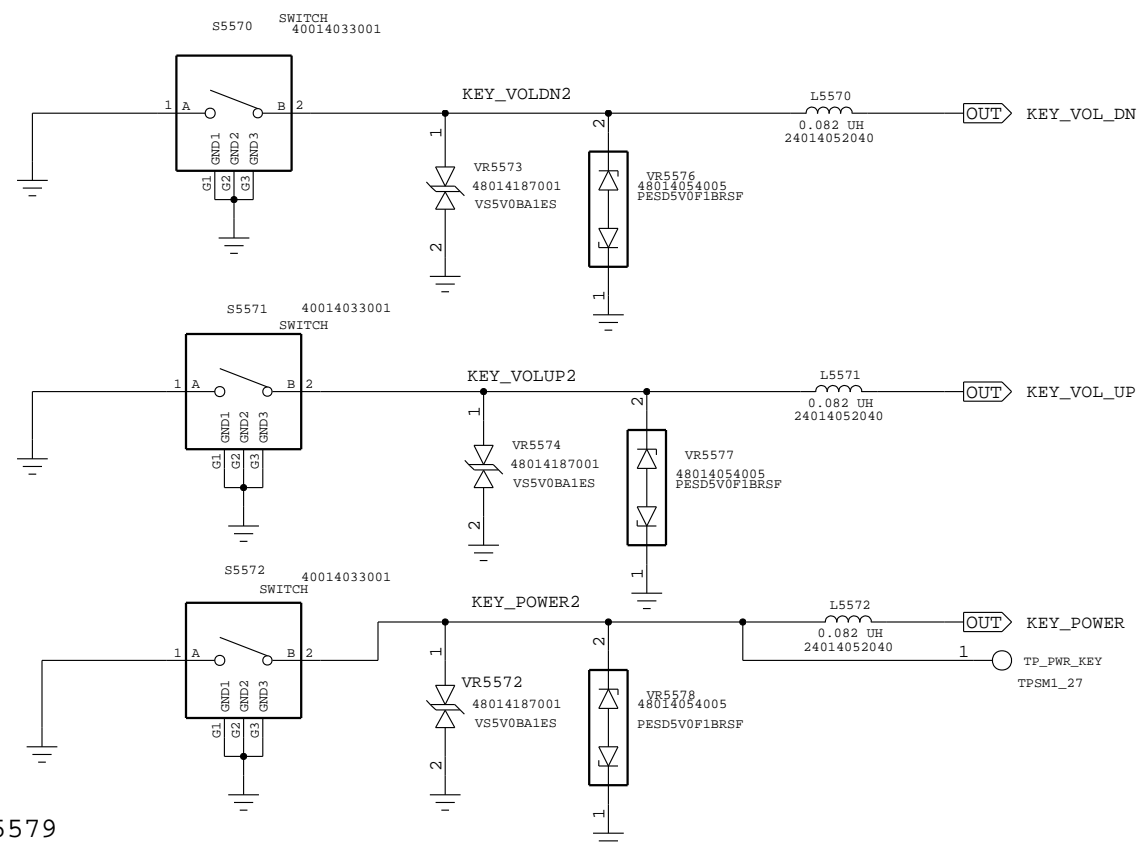 S5570
SWITCH
40014033001
1 A B 2
GND1
GND2
GND3
G1
G2
G3
KEY_VOLDN2
1
VR5573
48014187001
VS5V0BA1ES
2
2
VR5576
48014054005
PESD5V0F1BRSF
1
L5570
0.082 UH
24014052040
OUT KEY_VOL_DN
S5571
40014033001
SWITCH
1 A B 2
GND1
GND2
GND3
G1
G2
G3
KEY_VOLUP2
1
VR5574
48014187001
VS5V0BA1ES
2
2
VR5577
48014054005
PESD5V0F1BRSF
1
L5571
0.082 UH
24014052040
OUT KEY_VOL_UP
S5572
40014033001
SWITCH
1 A B 2
GND1
GND2
GND3
G1
G2
G3
KEY_POWER2
1
VR5572
48014187001
VS5V0BA1ES
2
2
VR5578
48014054005
PESD5V0F1BRSF
1
L5572
0.082 UH
24014052040
OUT KEY_POWER
1 TP_PWR_KEY
TPSM1_27
5579